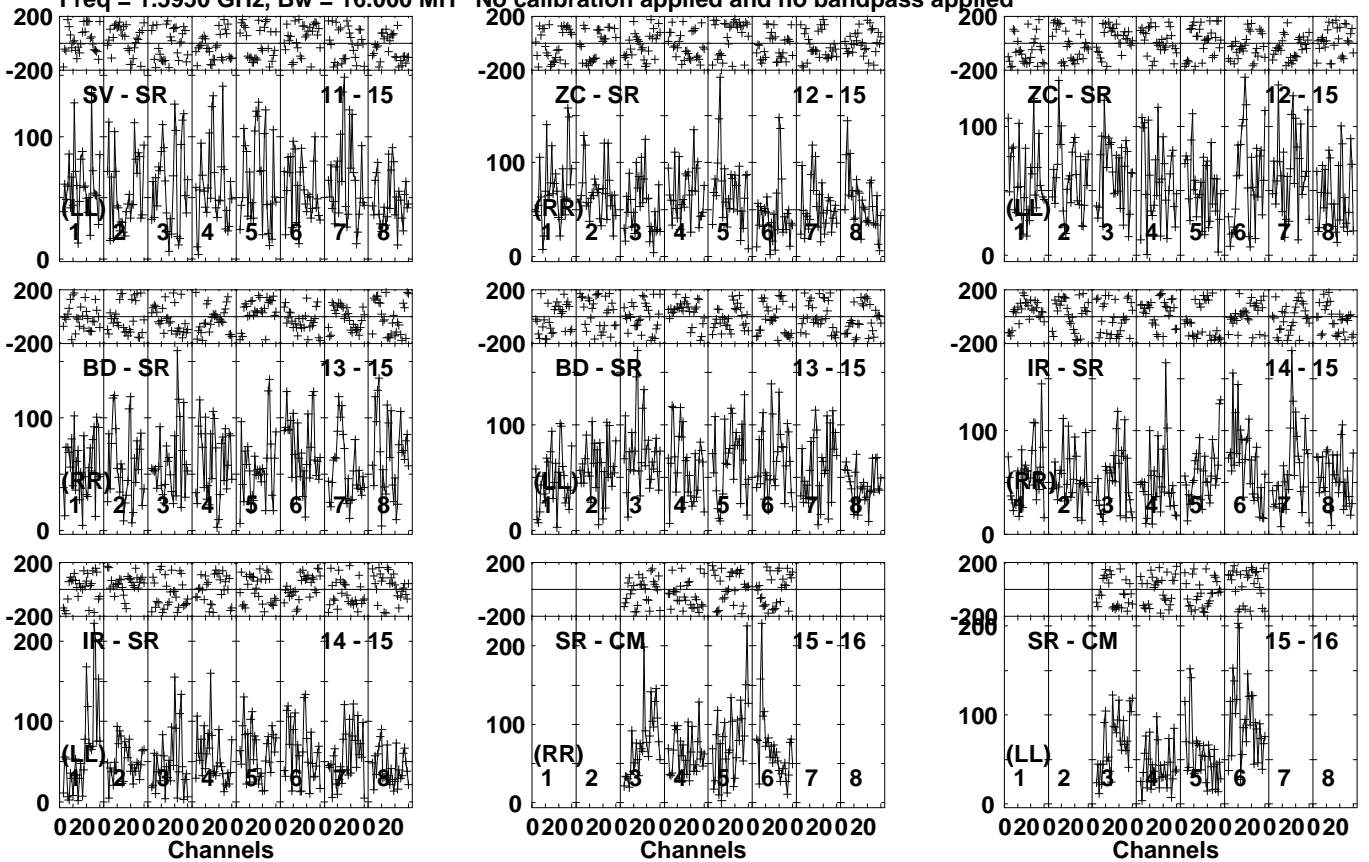 Freq = 1.5950 GHz, Bw = 16.000 MH No calibration applied and no bandpass applied
200 200 200
-200 -200 -200
SV - SR 11 - 15 ZC - SR 12 - 15 ZC - SR 12 - 15
100 100 100
(LL) (RR) (LL)
1 2 3 4 5 6 7 8 1 2 3 4 5 6 7 8 1 2 3 4 5 6 7 8
0 0 0
200 200 200
-200 -200 -200
BD - SR 13 - 15 BD - SR 13 - 15 IR - SR 14 - 15
100 100 100
(RR) (LL) (RR)
1 2 3 4 5 6 7 8 1 2 3 4 5 6 7 8 1 2 3 4 5 6 7 8
0 0 0
200 200 200
-200 -200 -200
200 200 200
IR - SR 14 - 15 SR - CM 15 - 16 SR - CM 15 - 16
100 100 100
(LL) (RR) (LL)
1 2 3 4 5 6 7 8 1 2 3 4 5 6 7 8 1 2 3 4 5 6 7 8
0 0 0
0 20 0 20 0 20 0 20 0 20 0 20 0 20 0 20 0 20 0 20 0 20 0 20 0 20 0 20 0 20 0 20 0 20 0 20 0 20 0 20 0 20 0 20 0 20 0 20
Channels Channels Channels